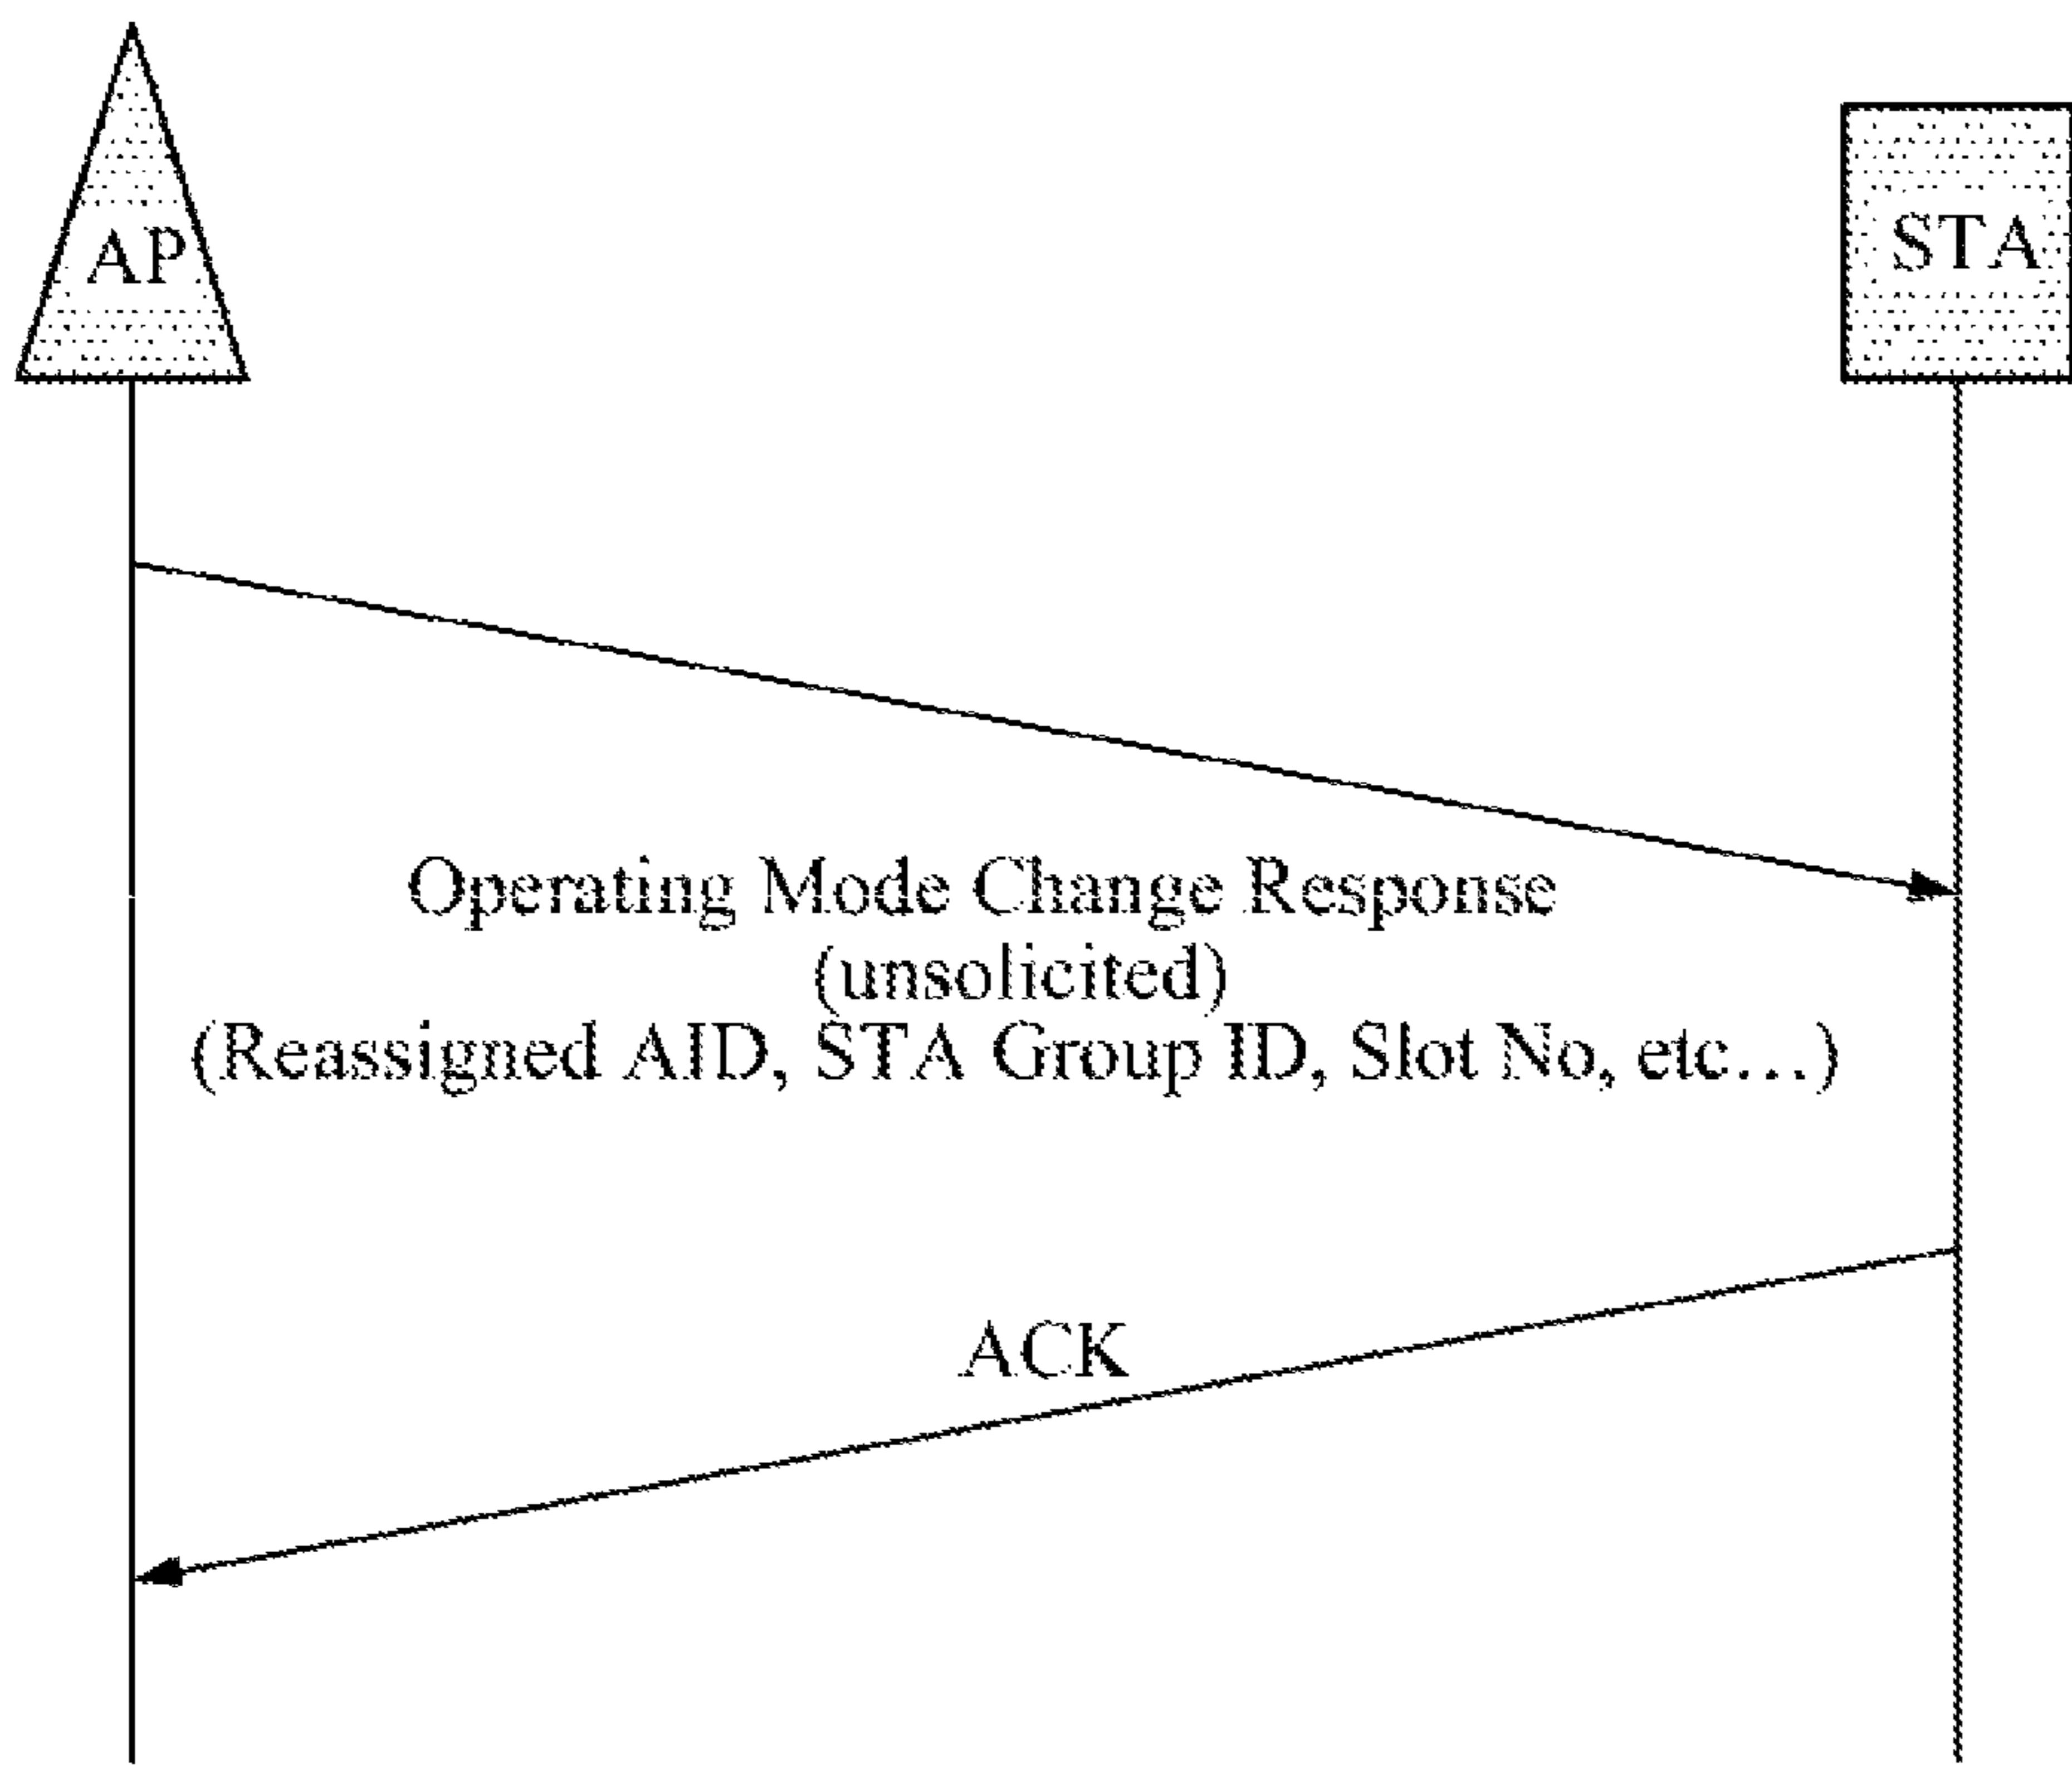 AP
STA
Operating Mode Change Response
(unsolicited)
(Reassigned AID, STA Group ID, Slot No, etc...)
ACK